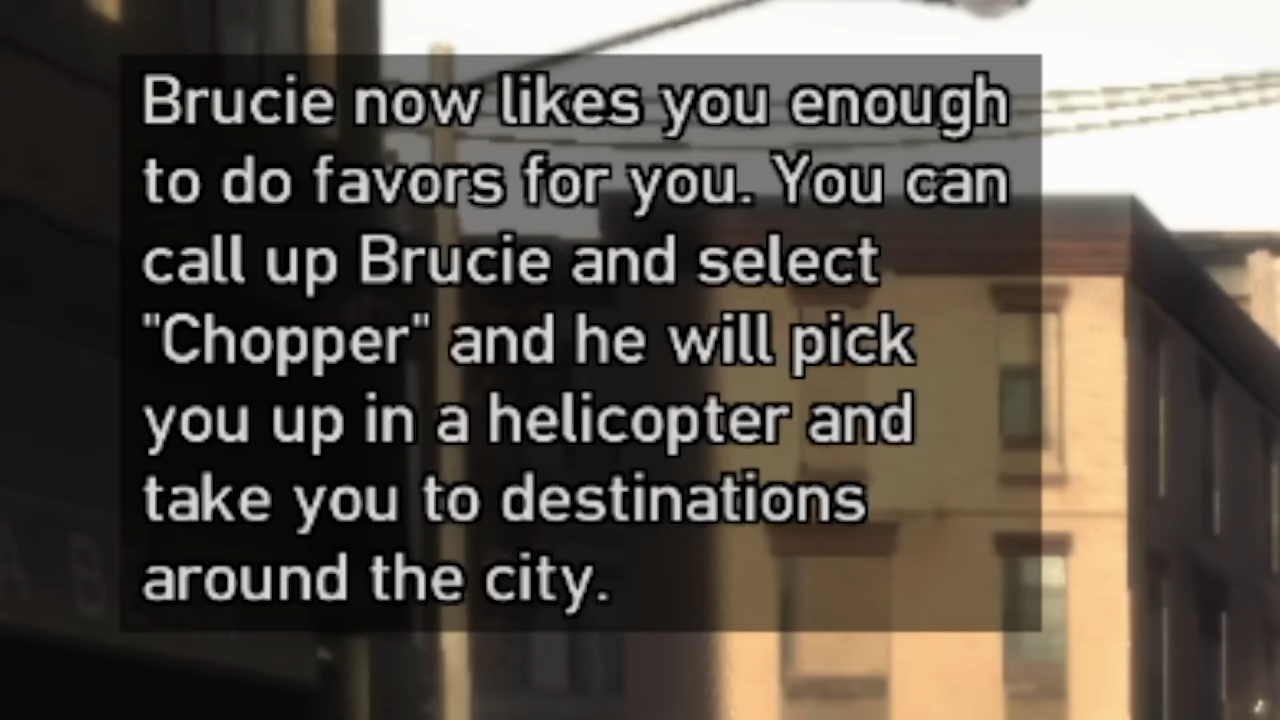 Brucie now likes you enough
to do favors for you. You can
call up Brucie and select
"Chopper" and he will pick
you up in a helicopter and
take you to destinations
around the city.